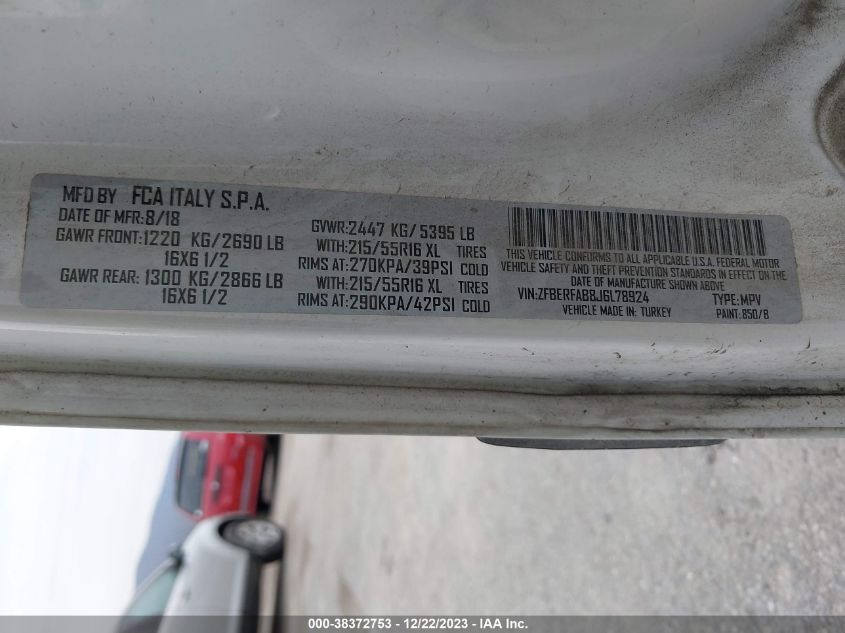 MFD BY FCA ITALY S.P.A.
DATE OF MFR:8/18
GAWR FRONT:1220 KG/2690 LB
16X6 1/2
GAWR REAR: 1300 KG/2866 LB
16X6 1/2
GVWR:2447 KG/5395 LB
WITH:215/55R16 XL TIRES
RIMS AT:270KPA/39PSI COLD
WITH:215/55R16 XL TIRES
RIMS AT:290KPA/42PSI COLD
THIS VEHICLE CONFORMS TO ALL APPLICABLE U.S.A. FEDERAL MOTOR
VEHICLE SAFETY AND THEFT PREVENTION STANDARDS IN EFFECT ON THE
DATE OF MANUFACTURE SHOWN ABOVE
VIN:ZFBERFAB8J6L78924 TYPE:MPV
VEHICLE MADE IN: TURKEY PAINT:850/B
000-38372753 - 12/22/2023 - IAA Inc.